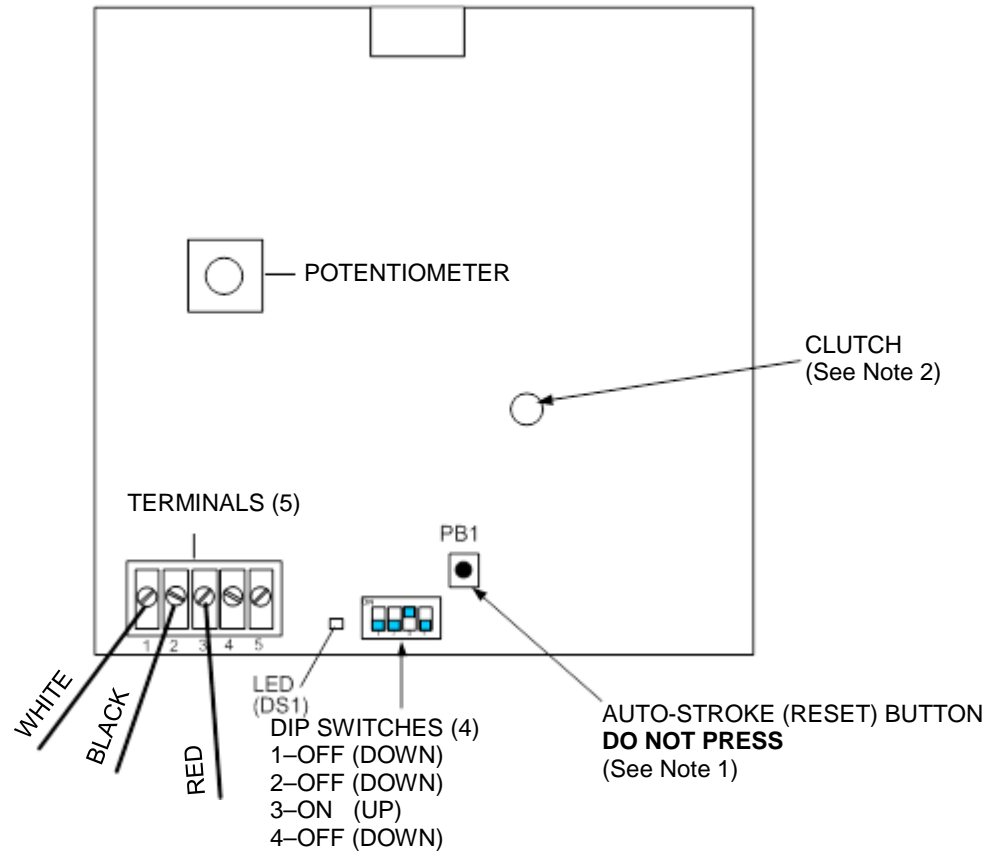 POTENTIOMETER
CLUTCH
(See Note 2)
TERMINALS (5)
PB1
1 2 3 4 5
WHITE
BLACK
RED
LED
(DS1)
DIP SWITCHES (4)
1–OFF (DOWN)
2–OFF (DOWN)
3–ON (UP)
4–OFF (DOWN)
AUTO-STROKE (RESET) BUTTON
DO NOT PRESS
(See Note 1)